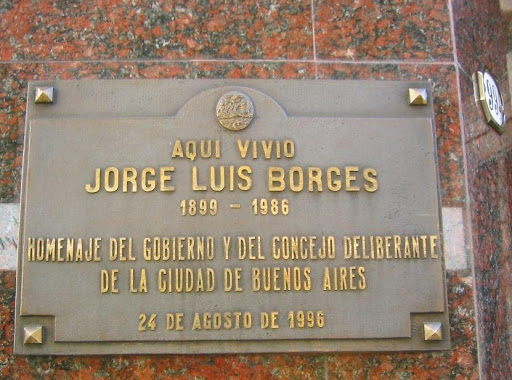 AQUI VIVIO
JORGE LUIS BORGES
1899 - 1986
HOMENAJE DEL GOBIERNO Y DEL CONCEJO DELIBERANTE
DE LA CIUDAD DE BUENOS AIRES
24 DE AGOSTO DE 1996